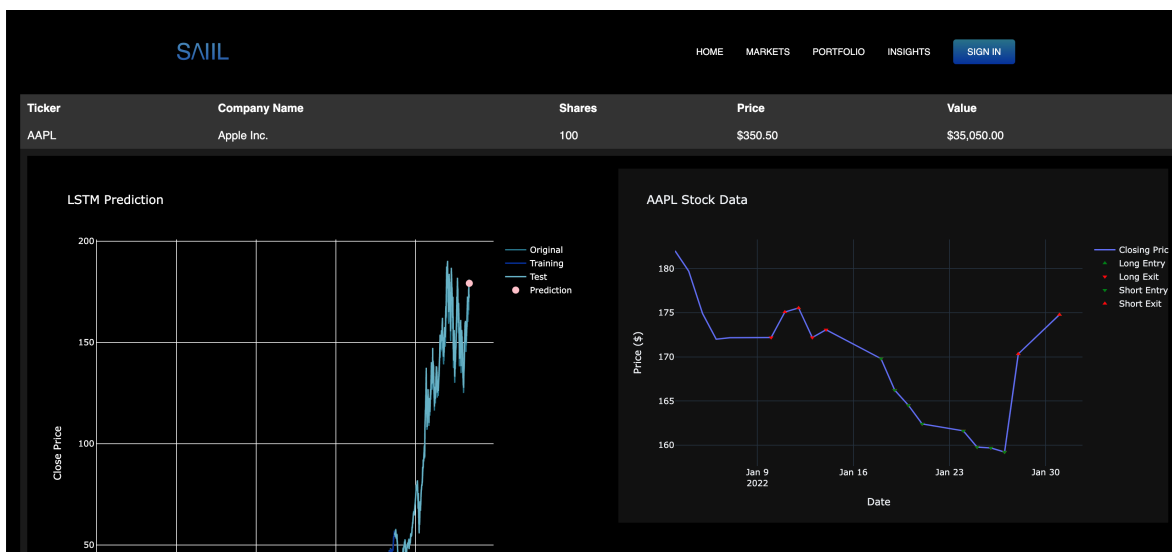 SAIIL
HOME MARKETS PORTFOLIO INSIGHTS SIGN IN
Ticker Company Name Shares Price Value
AAPL Apple Inc. 100 $350.50 $35,050.00
LSTM Prediction
200
150
100
50
Close Price
Original
Training
Test
Prediction
AAPL Stock Data
180
175
170
165
160
Price ($)
Jan 9 Jan 16 Jan 23 Jan 30
2022
Date
Closing Pric
Long Entry
Long Exit
Short Entry
Short Exit